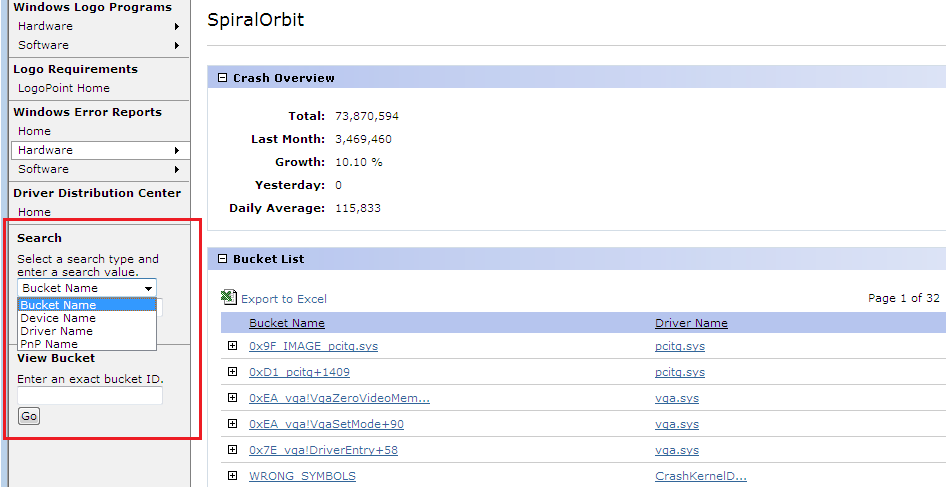 Windows Logo Programs
Hardware
Software
Logo Requirements
LogoPoint Home
Windows Error Reports
Home
Hardware
Software
Driver Distribution Center
Home
Search
Select a search type and
enter a search value.
Bucket Name
Bucket Name
Device Name
Driver Name
PnP Name
View Bucket
Enter an exact bucket ID.
Go
SpiralOrbit
Crash Overview
Total: 73,870,594
Last Month: 3,469,460
Growth: 10.10 %
Yesterday: 0
Daily Average: 115,833
Bucket List
Export to Excel Page 1 of 32
Bucket Name Driver Name
0x9F_IMAGE_pcitq.sys pcitq.sys
0xD1_pcitq+1409 pcitq.sys
0xEA_vga!VgaZeroVideoMem... vga.sys
0xEA_vga!VgaSetMode+90 vga.sys
0x7E_vga!DriverEntry+58 vga.sys
WRONG_SYMBOLS CrashKernelD...